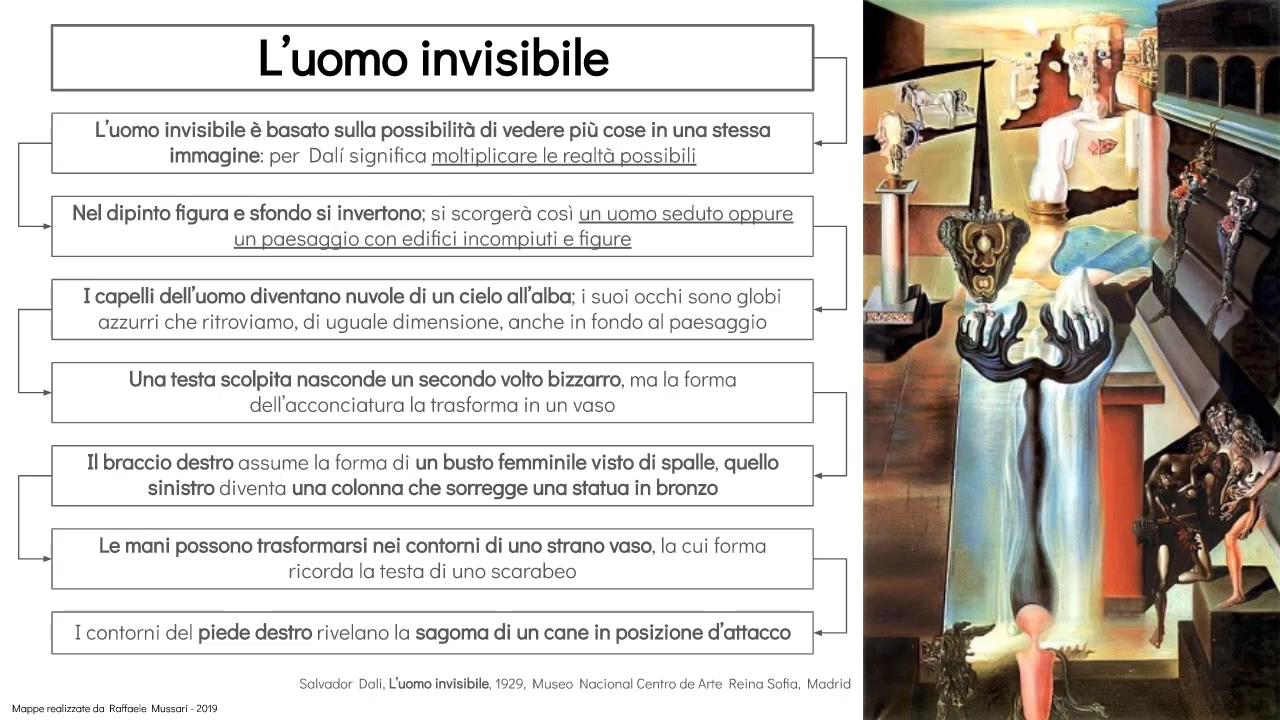 L’uomo invisibile
L’uomo invisibile è basato sulla possibilità di vedere più cose in una stessa
immagine: per Dalí significa moltiplicare le realtà possibili
Nel dipinto figura e sfondo si invertono; si scorgerà così un uomo seduto oppure
un paesaggio con edifici incompiuti e figure
I capelli dell’uomo diventano nuvole di un cielo all’alba; i suoi occhi sono globi
azzurri che ritroviamo, di uguale dimensione, anche in fondo al paesaggio
Una testa scolpita nasconde un secondo volto bizzarro, ma la forma
dell’acconciatura la trasforma in un vaso
Il braccio destro assume la forma di un busto femminile visto di spalle, quello
sinistro diventa una colonna che sorregge una statua in bronzo
Le mani possono trasformarsi nei contorni di uno strano vaso, la cui forma
ricorda la testa di uno scarabeo
I contorni del piede destro rivelano la sagoma di un cane in posizione d’attacco
Salvador Dali, L’uomo invisibile, 1929, Museo Nacional Centro de Arte Reina Sofia, Madrid
Mappe realizzate da Raffaele Mussari - 2019